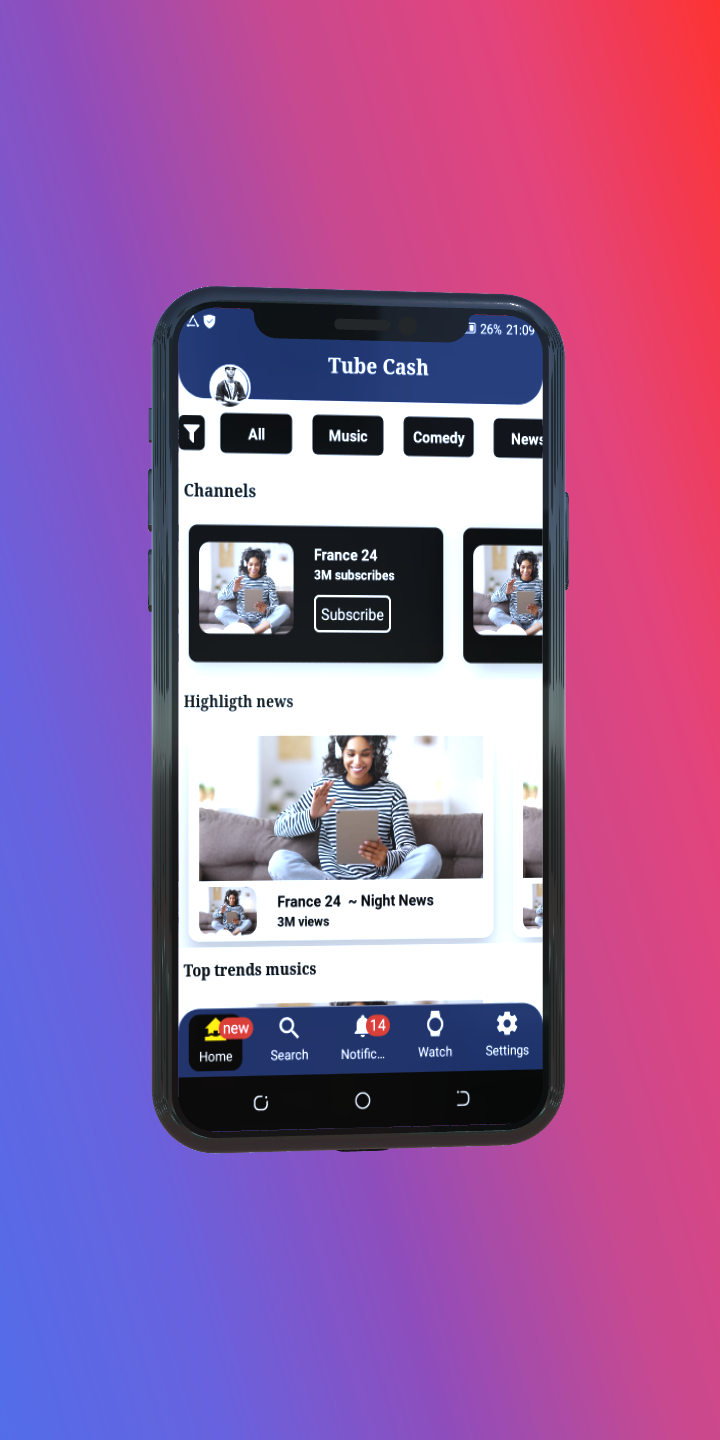 26% 21:09
Tube Cash
All Music Comedy News
Channels
France 24
3M subscribes
Subscribe
Highligth news
France 24 ~ Night News
3M views
Top trends musics
new 14
Home Search Notific... Watch Settings